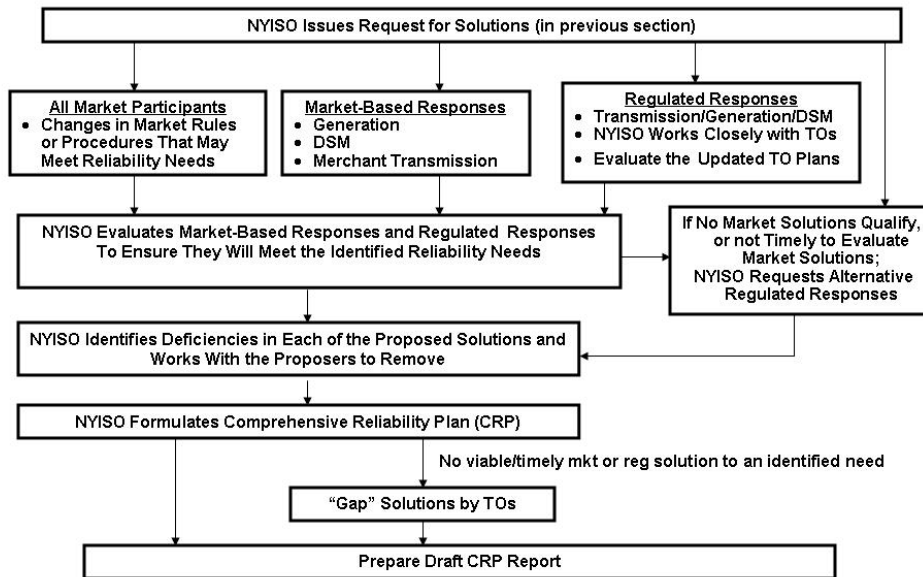 NYISO Issues Request for Solutions (in previous section)
All Market Participants
• Changes in Market Rules
or Procedures That May
Meet Reliability Needs
Market-Based Responses
• Generation
• DSM
• Merchant Transmission
Regulated Responses
• Transmission/Generation/DSM
• NYISO Works Closely with TOs
• Evaluate the Updated TO Plans
NYISO Evaluates Market-Based Responses and Regulated Responses
To Ensure They Will Meet the Identified Reliability Needs
If No Market Solutions Qualify,
or not Timely to Evaluate
Market Solutions;
NYISO Requests Alternative
Regulated Responses
NYISO Identifies Deficiencies in Each of the Proposed Solutions and
Works With the Proposers to Remove
NYISO Formulates Comprehensive Reliability Plan (CRP)
No viable/timely mkt or reg solution to an identified need
“Gap” Solutions by TOs
Prepare Draft CRP Report